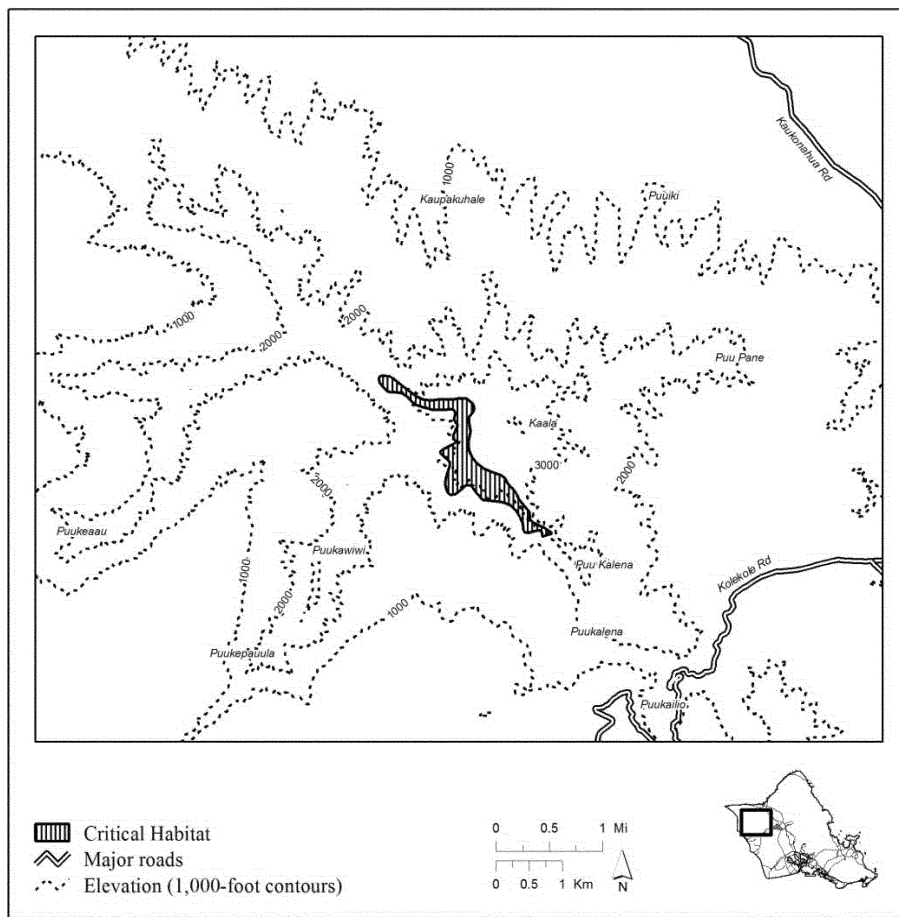 Kaukonahua Rd
1000
Kaupakuhale
Puuiki
1000
2000
2000
Puu Pane
Kaala
3000
2000
2000
Puukeaau
Puukawiwi
1000
2000
Puu Kalena
Kolekole Rd
1000
Puukalena
Puukepauula
Puukailio
Critical Habitat
Major roads
Elevation (1,000-foot contours)
0 0.5 1 Mi
0 0.5 1 Km
N